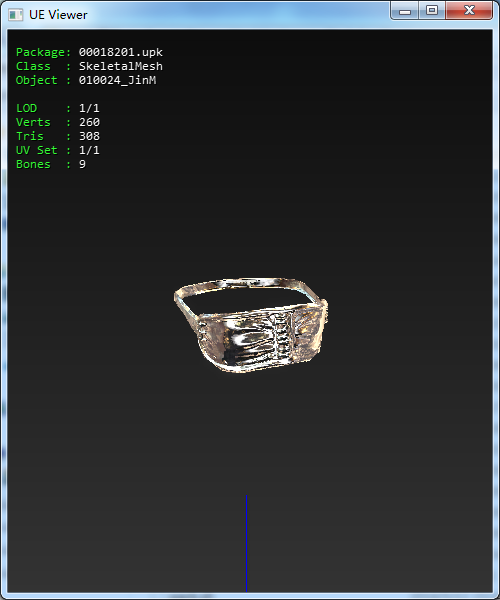 UE Viewer
Package: 00018201.upk
Class : SkeletalMesh
Object : 010024_JinM
LOD : 1/1
Verts : 260
Tris : 308
UV Set : 1/1
Bones : 9